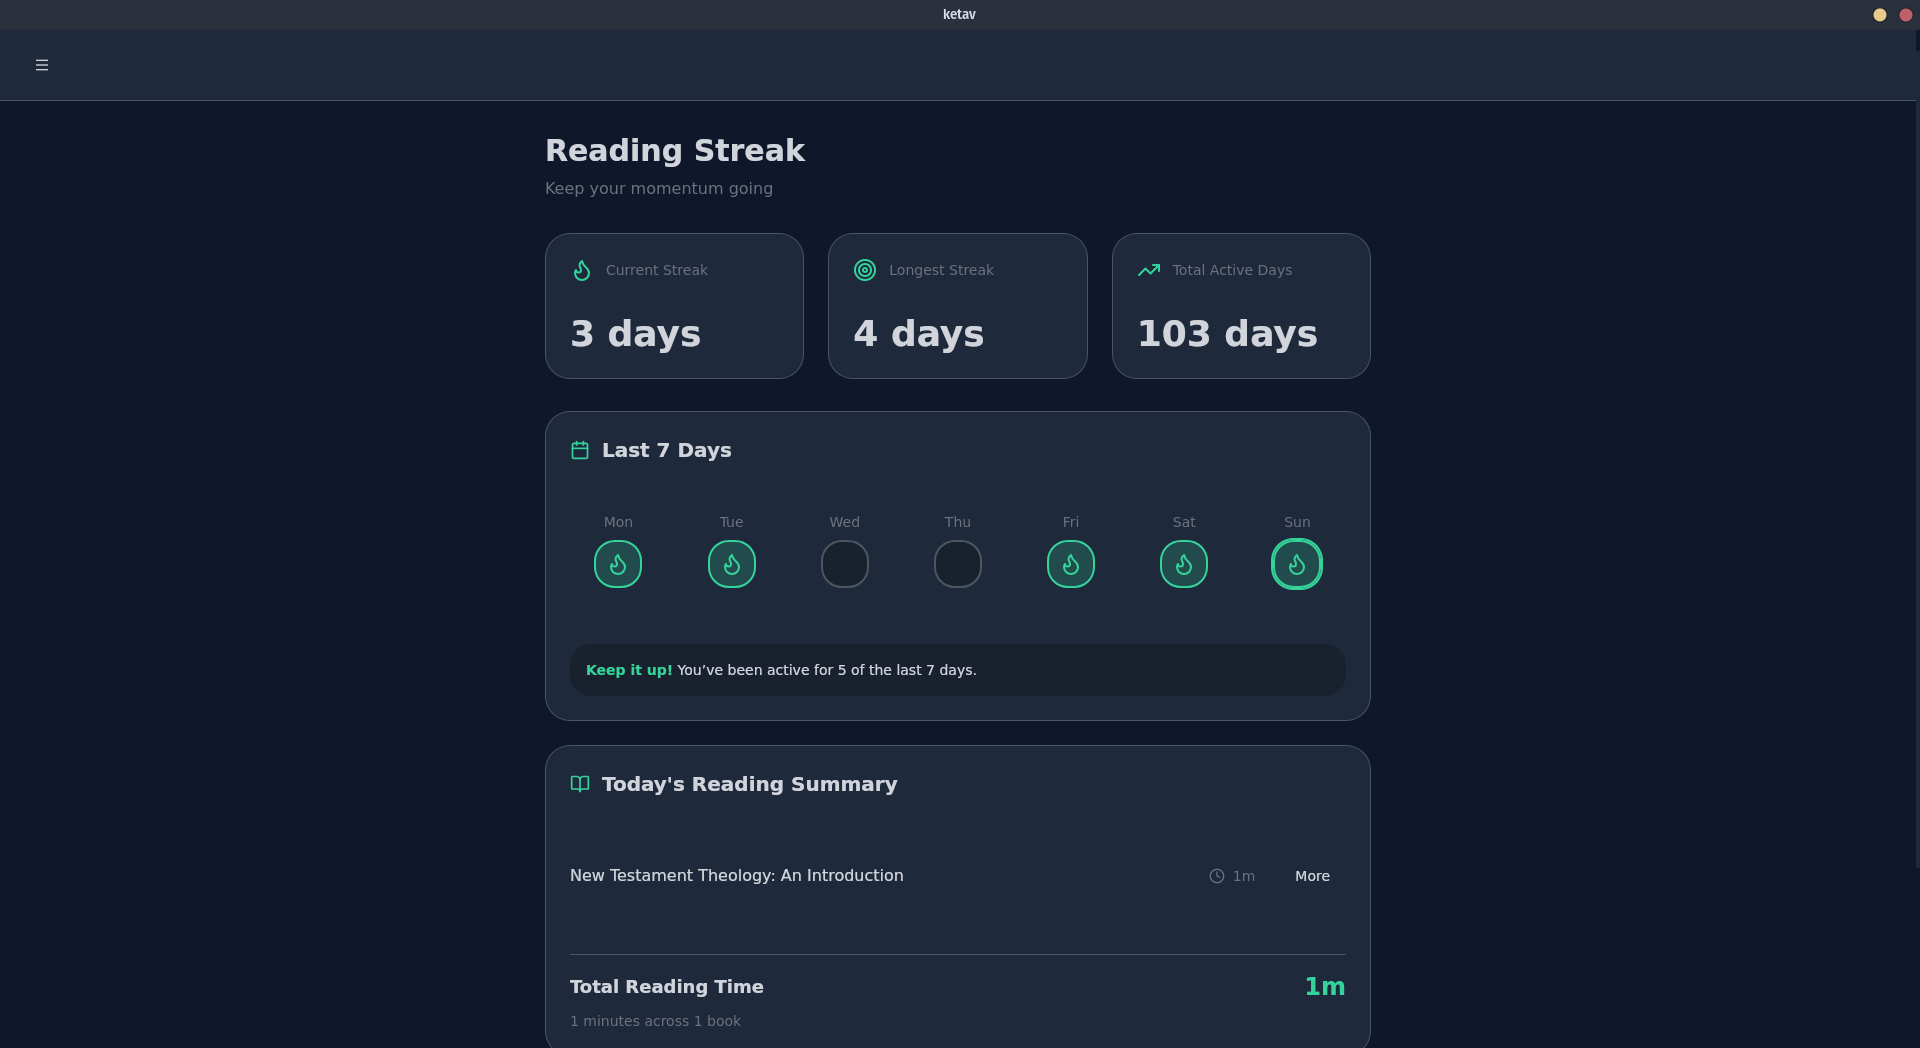 ketav
Reading Streak
Keep your momentum going
Current Streak
Longest Streak
Total Active Days
3 days
4 days
103 days
Last 7 Days
Mon
Tue
Wed
Thu
Fri
Sat
Sun
Keep it up! You’ve been active for 5 of the last 7 days.
Today's Reading Summary
New Testament Theology: An Introduction
1m
More
Total Reading Time
1m
1 minutes across 1 book